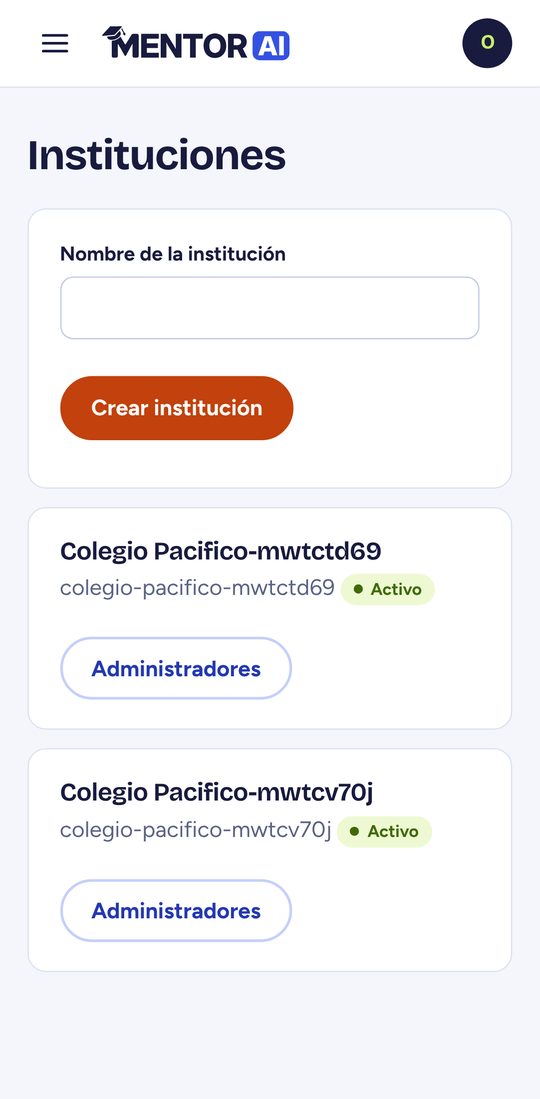 MENTOR AI
O
Instituciones
Nombre de la institución
Crear institución
Colegio Pacifico-mwtctd69
colegio-pacifico-mwtctd69 Activo
Administradores
Colegio Pacifico-mwtcv70j
colegio-pacifico-mwtcv70j Activo
Administradores